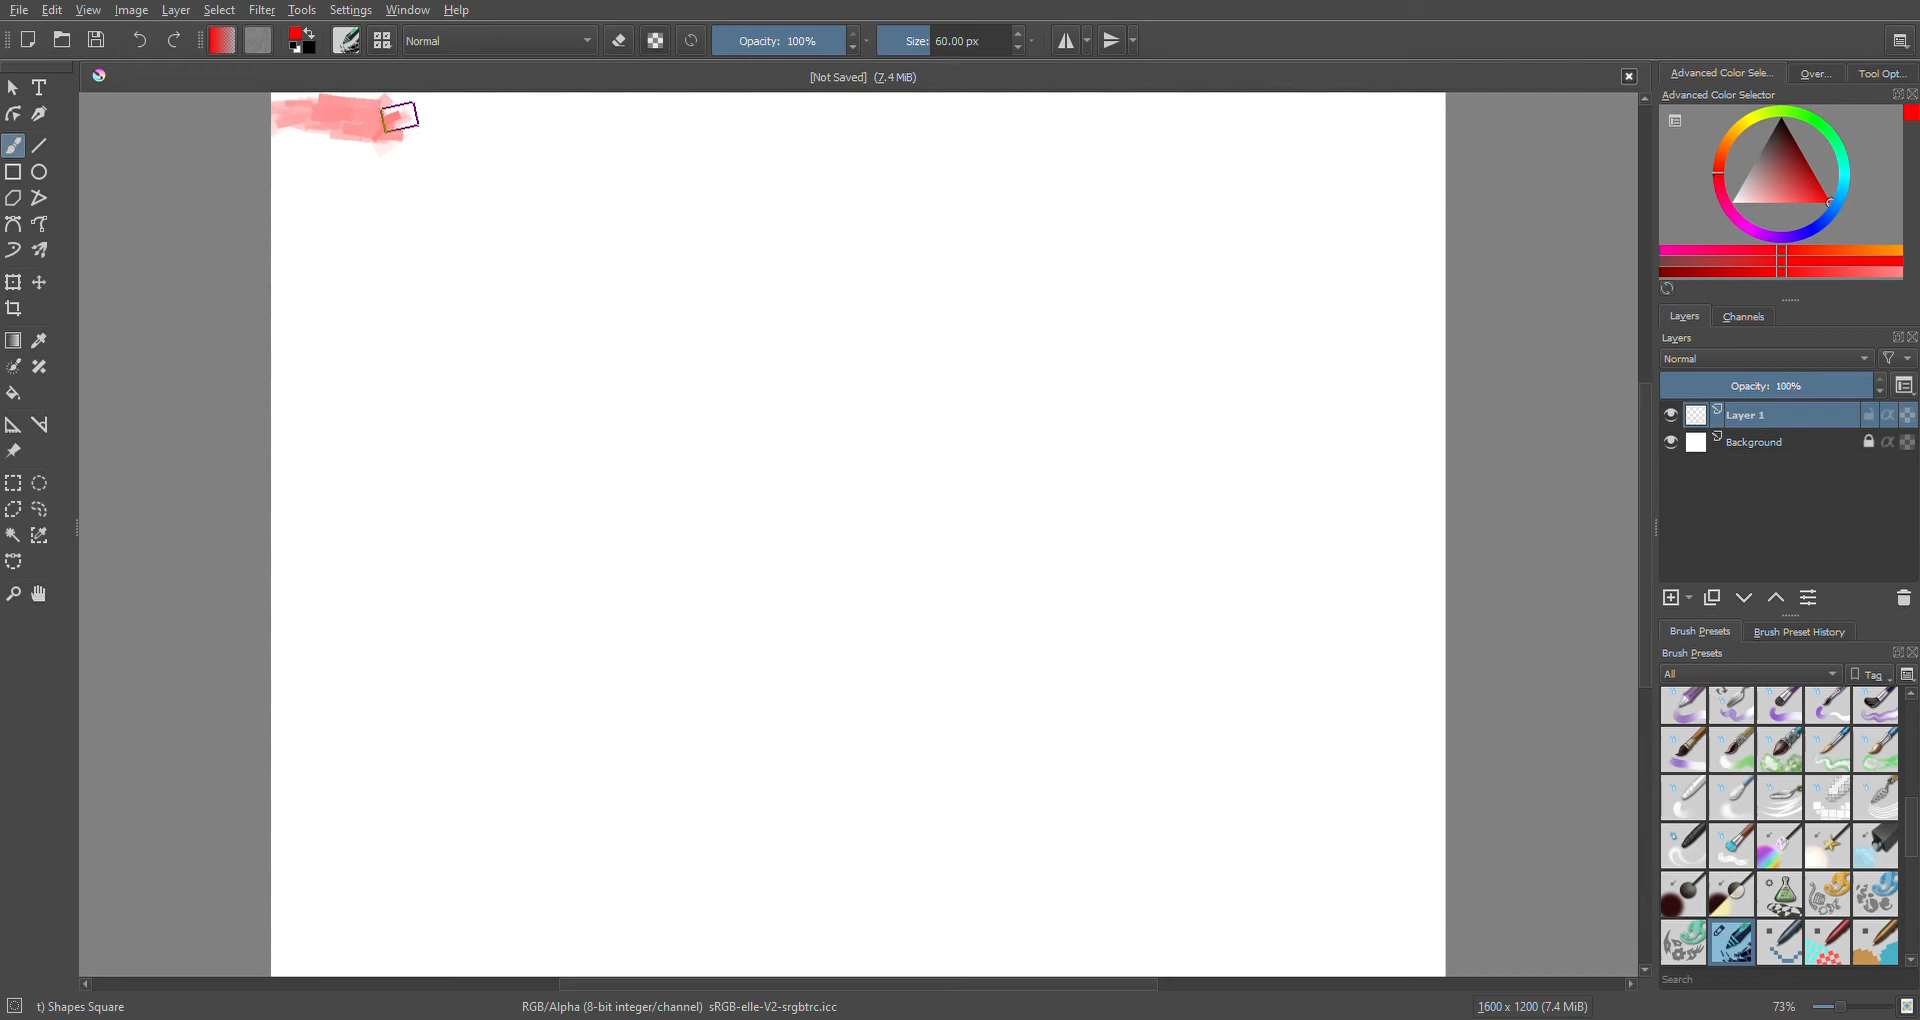 File Edit View Image Layer Select Filter Tools Settings Window Help
Normal Opacity: 100% Size: 60.00 px
[Not Saved] (7.4 MiB)
Advanced Color Sele... Over... Tool Opt...
Advanced Color Selector
Layers Channels
Layers
Normal
Opacity: 100%
Layer 1
Background
Brush Presets Brush Preset History
Brush Presets
All Tag
Search
t) Shapes Square RGB/Alpha (8-bit integer/channel) sRGB-elle-V2-srgbtrc.icc 1600 x 1200 (7.4 MiB) 73%